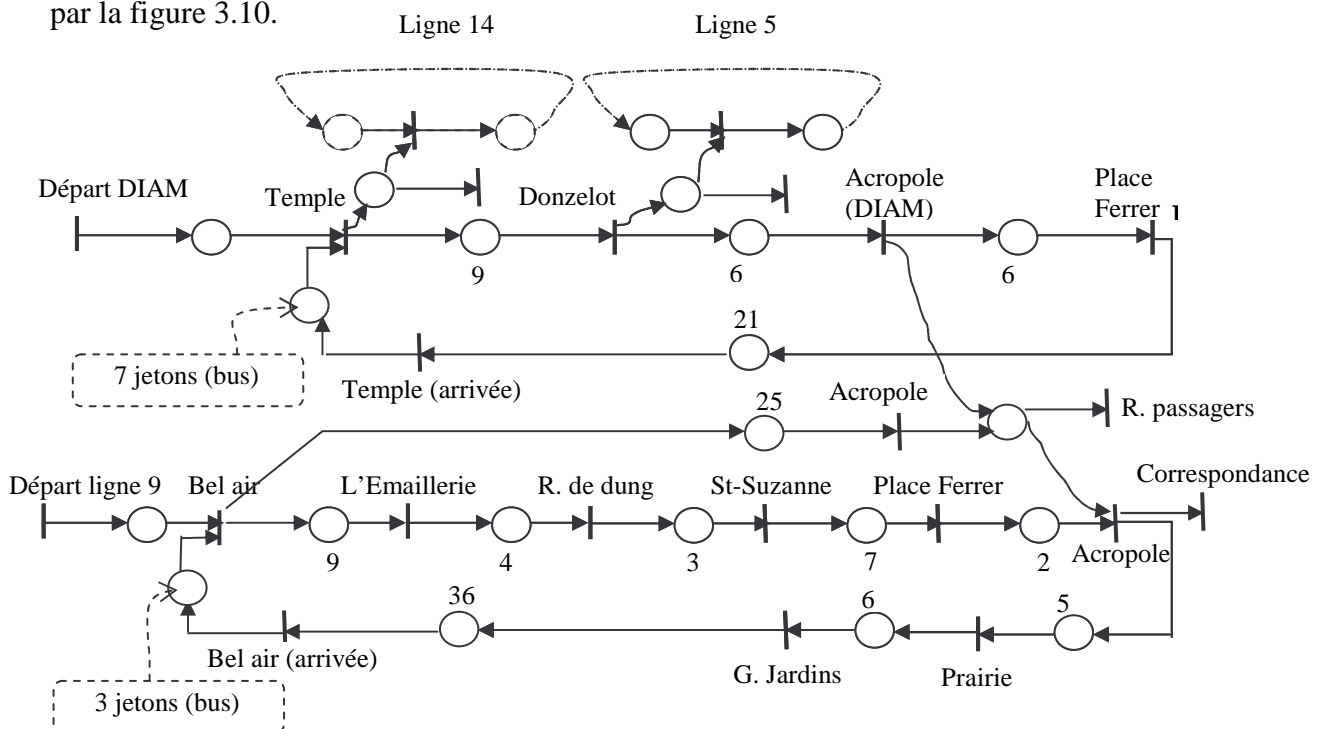 par la figure 3.10.
Ligne 14 Ligne 5
Départ DIAM Temple Donzelot Acropole Place
(DIAM) Ferrer
9 6 6
21
7 jetons (bus)
Temple (arrivée)
25 Acropole
R. passagers
Correspondance
Départ ligne 9 Bel air L'Emaillerie R. de dung St-Suzanne Place Ferrer
9 4 3 7 2 Acropole
36 6 5
Bel air (arrivée)
G. Jardins Prairie
3 jetons (bus)